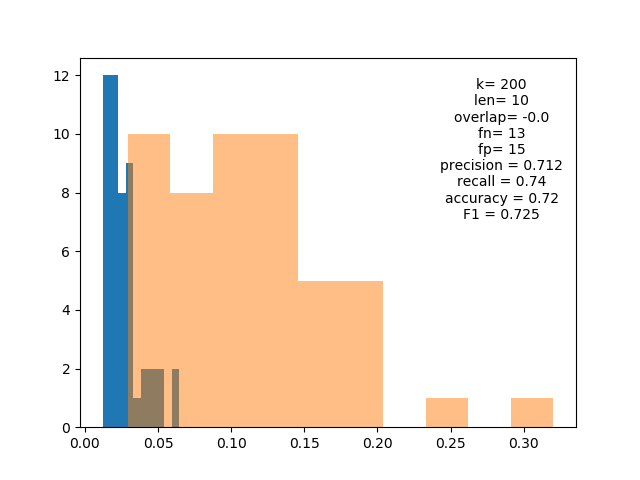 k= 200
len= 10
overlap= -0.0
fn= 13
fp= 15
precision = 0.712
recall = 0.74
accuracy = 0.72
F1 = 0.725
12
10
8
6
4
2
0
0.00 0.05 0.10 0.15 0.20 0.25 0.30